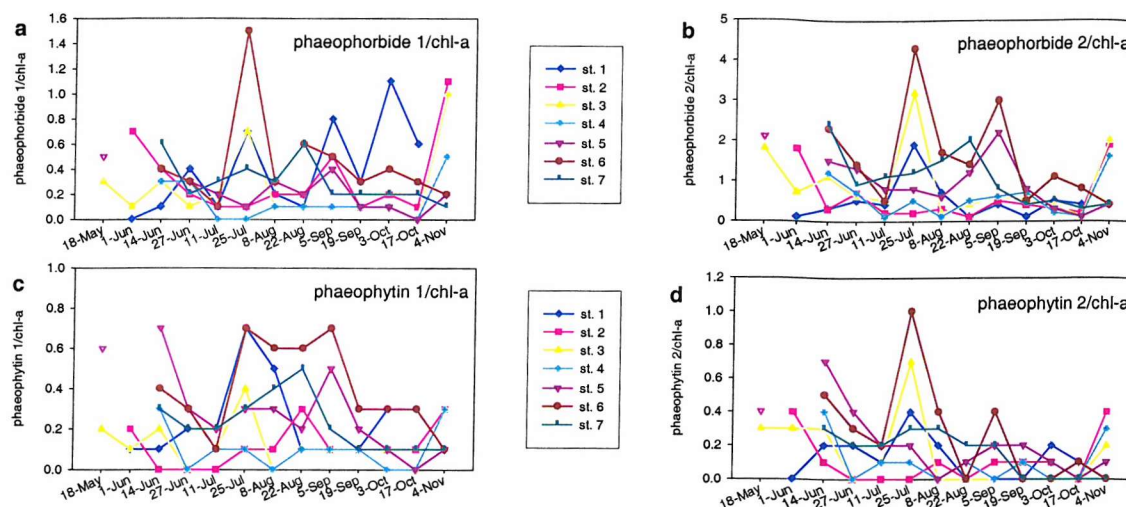 a
phaeophorbide 1/chl-a
phaeophorbide 1/chl-a
1.6
1.4
1.2
1.0
0.8
0.6
0.4
0.2
0.0
18-May 1-Jun 14-Jun 27-Jun 11-Jul 25-Jul 8-Aug 22-Aug 5-Sep 19-Sep 3-Oct 17-Oct 4-Nov
st. 1
st. 2
st. 3
st. 4
st. 5
st. 6
st. 7
b
phaeophorbide 2/chl-a
phaeophorbide 2/chl-a
5
4
3
2
1
0
18-May 1-Jun 14-Jun 27-Jun 11-Jul 25-Jul 8-Aug 22-Aug 5-Sep 19-Sep 3-Oct 17-Oct 4-Nov
c
phaeophytin 1/chl-a
phaeophytin 1/chl-a
1.0
0.8
0.6
0.4
0.2
0.0
18-May 1-Jun 14-Jun 27-Jun 11-Jul 25-Jul 8-Aug 22-Aug 5-Sep 19-Sep 3-Oct 17-Oct 4-Nov
st. 1
st. 2
st. 3
st. 4
st. 5
st. 6
st. 7
d
phaeophytin 2/chl-a
phaeophytin 2/chl-a
1.2
1.0
0.8
0.6
0.4
0.2
0.0
18-May 1-Jun 14-Jun 27-Jun 11-Jul 25-Jul 8-Aug 22-Aug 5-Sep 19-Sep 3-Oct 17-Oct 4-Nov